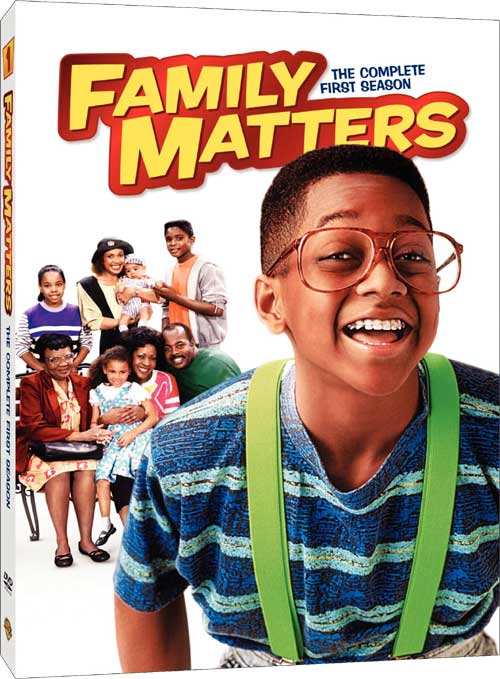 FAMILY
MATTERS
THE COMPLETE
FIRST SEASON
1
FAMILY MATTERS
THE COMPLETE FIRST SEASON
DVD